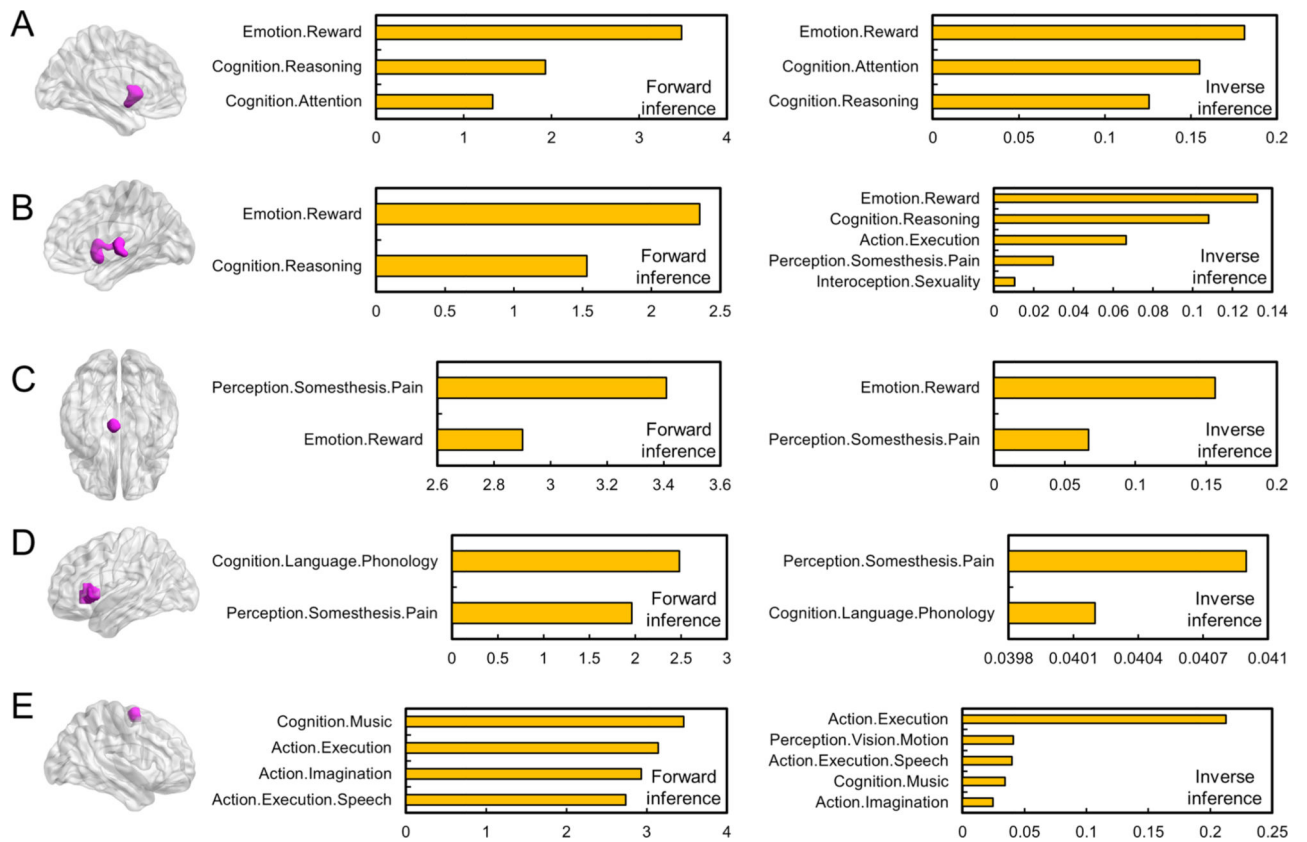 A
Emotion.Reward
Cognition.Reasoning
Cognition.Attention
Forward
inference
0 1 2 3 4
Emotion.Reward
Cognition.Attention
Cognition.Reasoning
Inverse
inference
0 0.05 0.1 0.15 0.2
B
Emotion.Reward
Cognition.Reasoning
Forward
inference
0 0.5 1 1.5 2 2.5
Emotion.Reward
Cognition.Reasoning
Action.Execution
Perception.Somesthesis.Pain
Interoception.Sexuality
Inverse
inference
0 0.02 0.04 0.06 0.08 0.1 0.12 0.14
C
Perception.Somesthesis.Pain
Emotion.Reward
Forward
inference
2.6 2.8 3 3.2 3.4 3.6
Emotion.Reward
Perception.Somesthesis.Pain
Inverse
inference
0 0.05 0.1 0.15 0.2
D
Cognition.Language.Phonology
Perception.Somesthesis.Pain
Forward
inference
0 0.5 1 1.5 2 2.5 3
Perception.Somesthesis.Pain
Cognition.Language.Phonology
Inverse
inference
0.0398 0.0401 0.0404 0.0407 0.041
E
Cognition.Music
Action.Execution
Action.Imagination
Action.Execution.Speech
Forward
inference
0 1 2 3 4
Action.Execution
Perception.Vision.Motion
Action.Execution.Speech
Cognition.Music
Action.Imagination
Inverse
inference
0 0.05 0.1 0.15 0.2 0.25